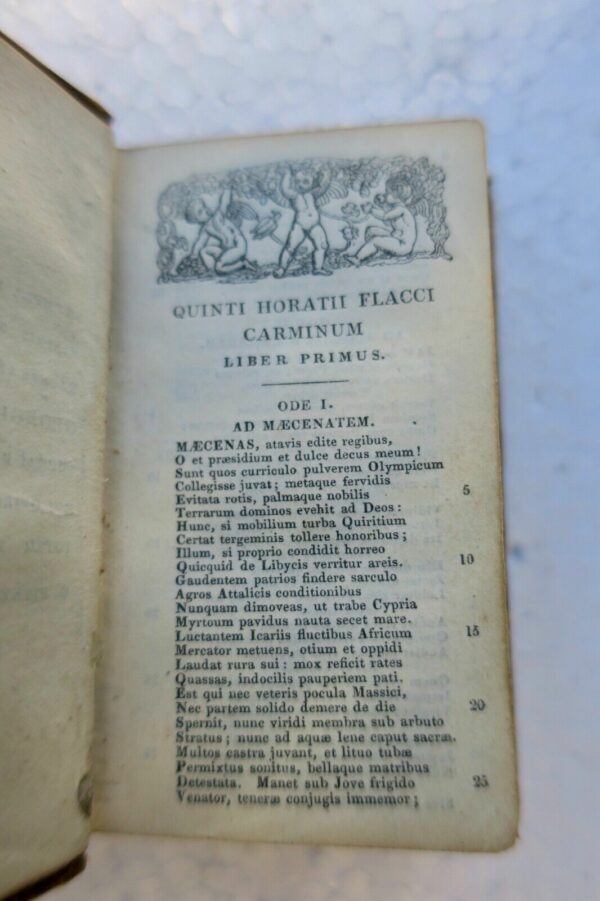 QUINTI HORATII FLACCI
CARMINUM
LIBER PRIMUS.
ODE I.
AD MÆCENATEM.
MÆCENAS, atavis edite regibus,
O et præsidium et dulce decus meum!
Sunt quos curriculo pulverem Olympicum
Collegisse juvat; metaque fervidis
Evitata rotis, palmaque nobilis 5
Terrarum dominos evehit ad Deos:
Hunc, si mobilium turba Quiritium
Certat tergeminis tollere honoribus;
Illum, si proprio condidit horreo
Quicquid de Libycis verritur areis. 10
Gaudentem patrios findere sarculo
Agros Attalicis conditionibus
Nunquam dimoveas, ut trabe Cypria
Myrtoum pavidus nauta secet mare.
Luctantem Icariis fluctibus Africum 15
Mercator metuens, otium et oppidi
Laudat rura sui: mox reficit rates
Quassas, indocilis pauperiem pati.
Est qui nec veteris pocula Massici,
Nec partem solido demere de die 20
Spernit, nunc viridi membra sub arbuto
Stratus; nunc ad aquæ lene caput sacræ.
Multos castra juvant, et lituo tubæ
Permixtus sonitus, bellaque matribus
Detestata. Manet sub Jove frigido 25
Venator, teneræ conjugis immemor;